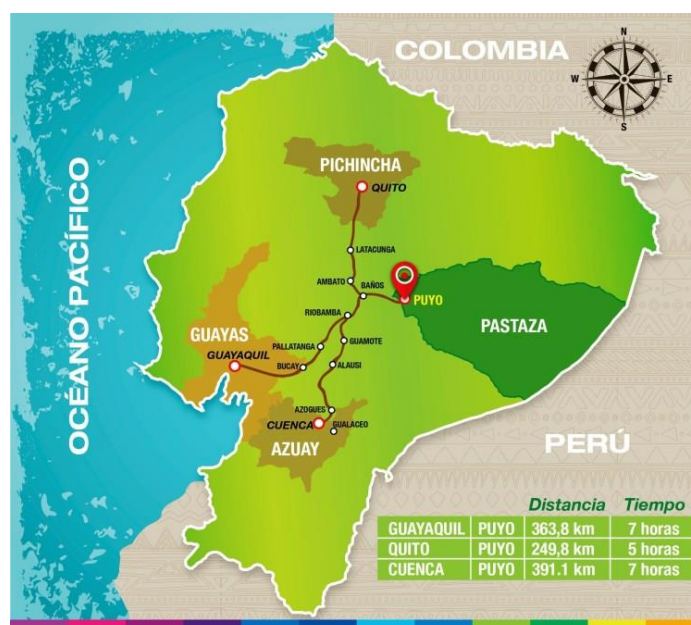 COLOMBIA
N
W
E
S
OCÉANO PACÍFICO
PICHINCHA
QUITO
LATACUNGA
AMBATO
BAÑOS
PUYO
RIOBAMBA
PASTAZA
GUAYAS
GUAYAQUIL
PALLATANGA
GUAMOTE
BUCAY
ALAUSI
AZOGUES
CUENCA
GUALACEO
AZUAY
PERÚ
Distancia Tiempo
GUAYAQUIL PUYO 363,8 km 7 horas
QUITO PUYO 249,8 km 5 horas
CUENCA PUYO 391.1 km 7 horas